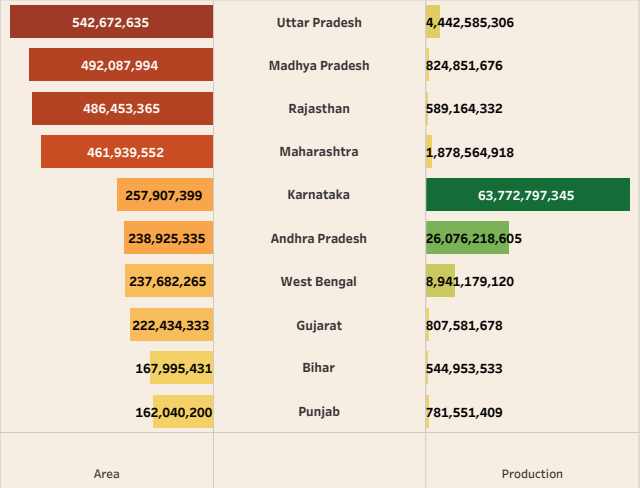 542,672,635 Uttar Pradesh 4,442,585,306
492,087,994 Madhya Pradesh 824,851,676
486,453,365 Rajasthan 589,164,332
461,939,552 Maharashtra 1,878,564,918
257,907,399 Karnataka 63,772,797,345
238,925,335 Andhra Pradesh 26,076,218,605
237,682,265 West Bengal 8,941,179,120
222,434,333 Gujarat 807,581,678
167,995,431 Bihar 544,953,533
162,040,200 Punjab 781,551,409
Area Production